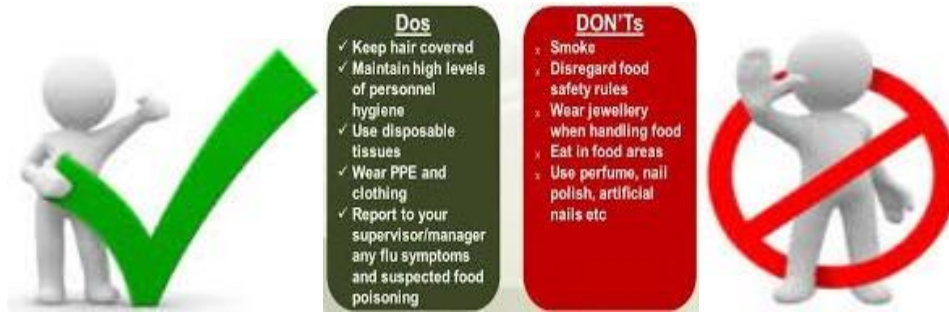 Dos
✓ Keep hair covered
✓ Maintain high levels
of personnel
hygiene
✓ Use disposable
tissues
✓ Wear PPE and
clothing
✓ Report to your
supervisor/manager
any flu symptoms
and suspected food
poisoning
DON'Ts
x Smoke
x Disregard food
safety rules
x Wear jewellery
when handling food
x Eat in food areas
x Use perfume, nail
polish, artificial
nails etc